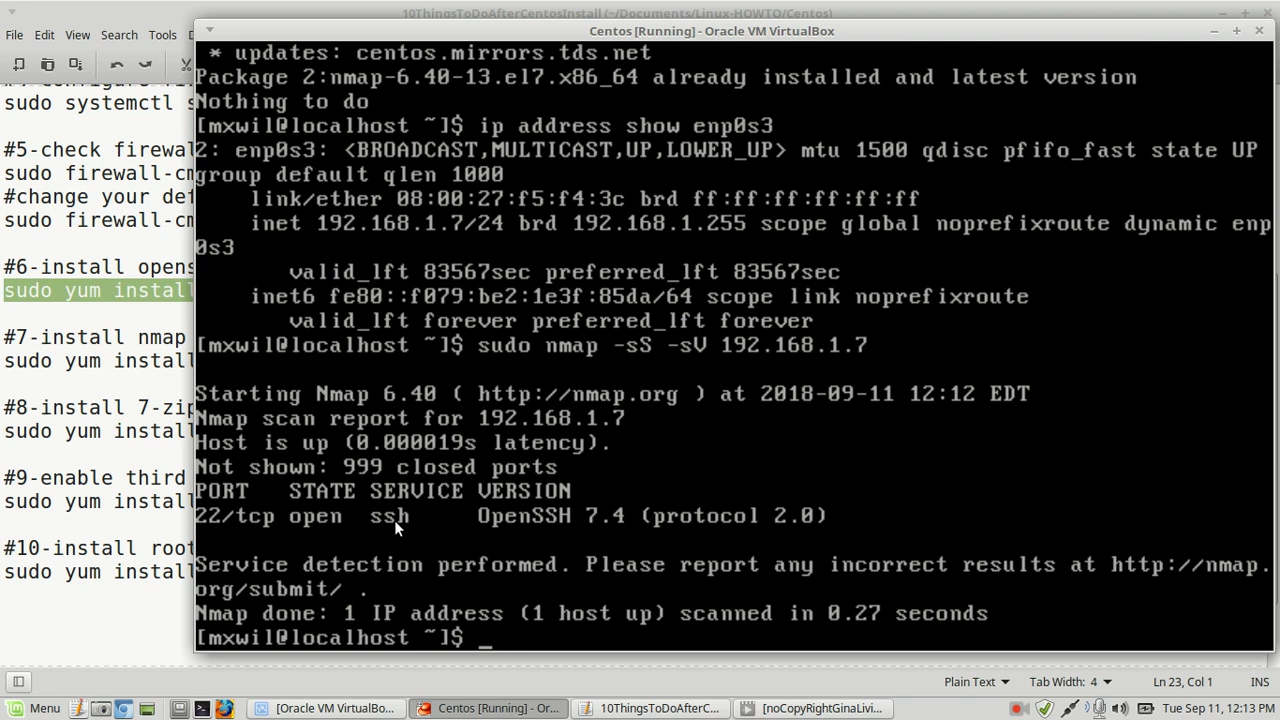 10ThingsToDoAfterCentosInstall (~/Documents/Linux-HOWTO/Centos)
File Edit View Search Tools
Centos [Running] - Oracle VM VirtualBox
sudo systemctl s
#5-check firewal
sudo firewall-cm
#change your def
sudo firewall-cm
#6-install opens
sudo yum install
#7-install nmap
sudo yum install
#8-install 7-zip
sudo yum install
#9-enable third
sudo yum install
#10-install root
sudo yum install
* updates: centos.mirrors.tds.net
Package 2:nmap-6.40-13.el7.x86_64 already installed and latest version
Nothing to do
[mxwil@localhost ~]$ ip address show enp0s3
2: enp0s3: <BROADCAST,MULTICAST,UP,LOWER_UP> mtu 1500 qdisc pfifo_fast state UP
group default qlen 1000
link/ether 08:00:27:f5:f4:3c brd ff:ff:ff:ff:ff:ff
inet 192.168.1.7/24 brd 192.168.1.255 scope global noprefixroute dynamic enp
0s3
valid_lft 83567sec preferred_lft 83567sec
inet6 fe80::f079:be2:1e3f:85da/64 scope link noprefixroute
valid_lft forever preferred_lft forever
[mxwil@localhost ~]$ sudo nmap -sS -sV 192.168.1.7
Starting Nmap 6.40 ( http://nmap.org ) at 2018-09-11 12:12 EDT
Nmap scan report for 192.168.1.7
Host is up (0.000019s latency).
Not shown: 999 closed ports
PORT STATE SERVICE VERSION
22/tcp open ssh OpenSSH 7.4 (protocol 2.0)
Service detection performed. Please report any incorrect results at http://nmap.
org/submit/ .
Nmap done: 1 IP address (1 host up) scanned in 0.27 seconds
[mxwil@localhost ~]$ _
Plain Text Tab Width: 4 Ln 23, Col 1 INS
Menu [Oracle VM VirtualBo... Centos [Running] - Or... 10ThingsToDoAfterC... [noCopyRightGinaLivi... Tue Sep 11, 12:13 PM